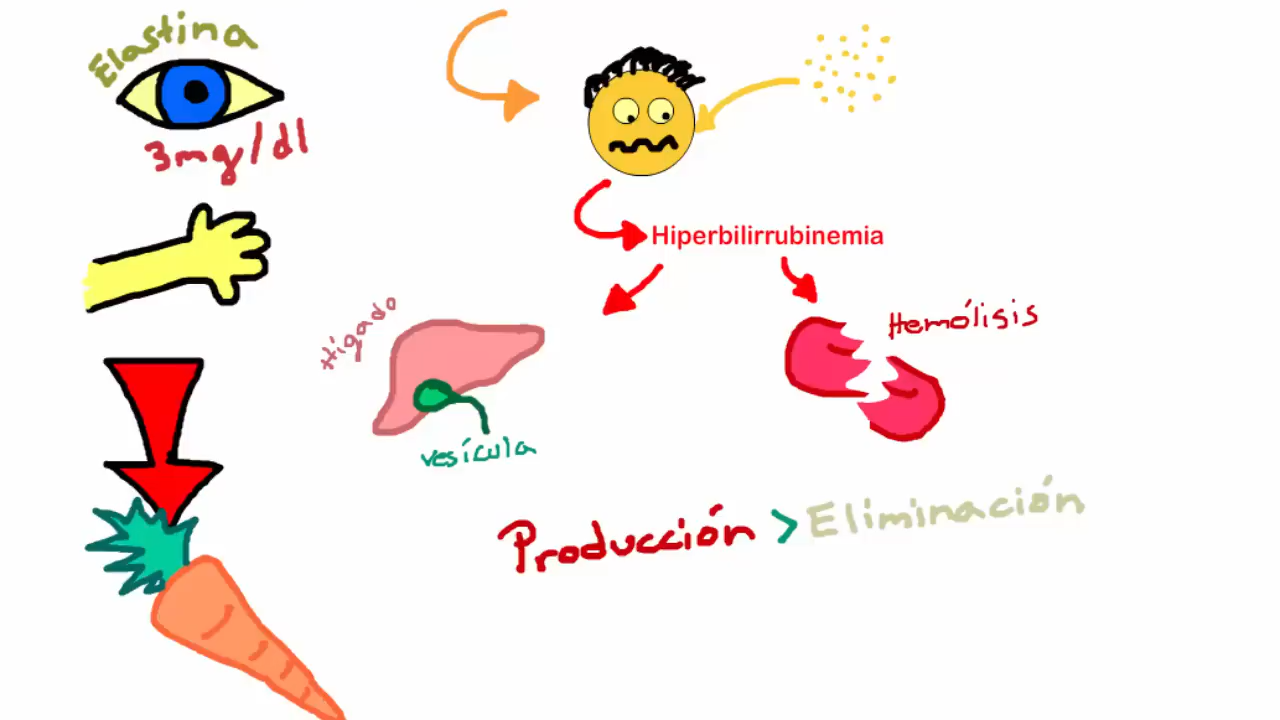 Elastina
3mg/dl
Hiperbilirrubinemia
Hígado
Hemólisis
vesícula
Producción > Eliminación